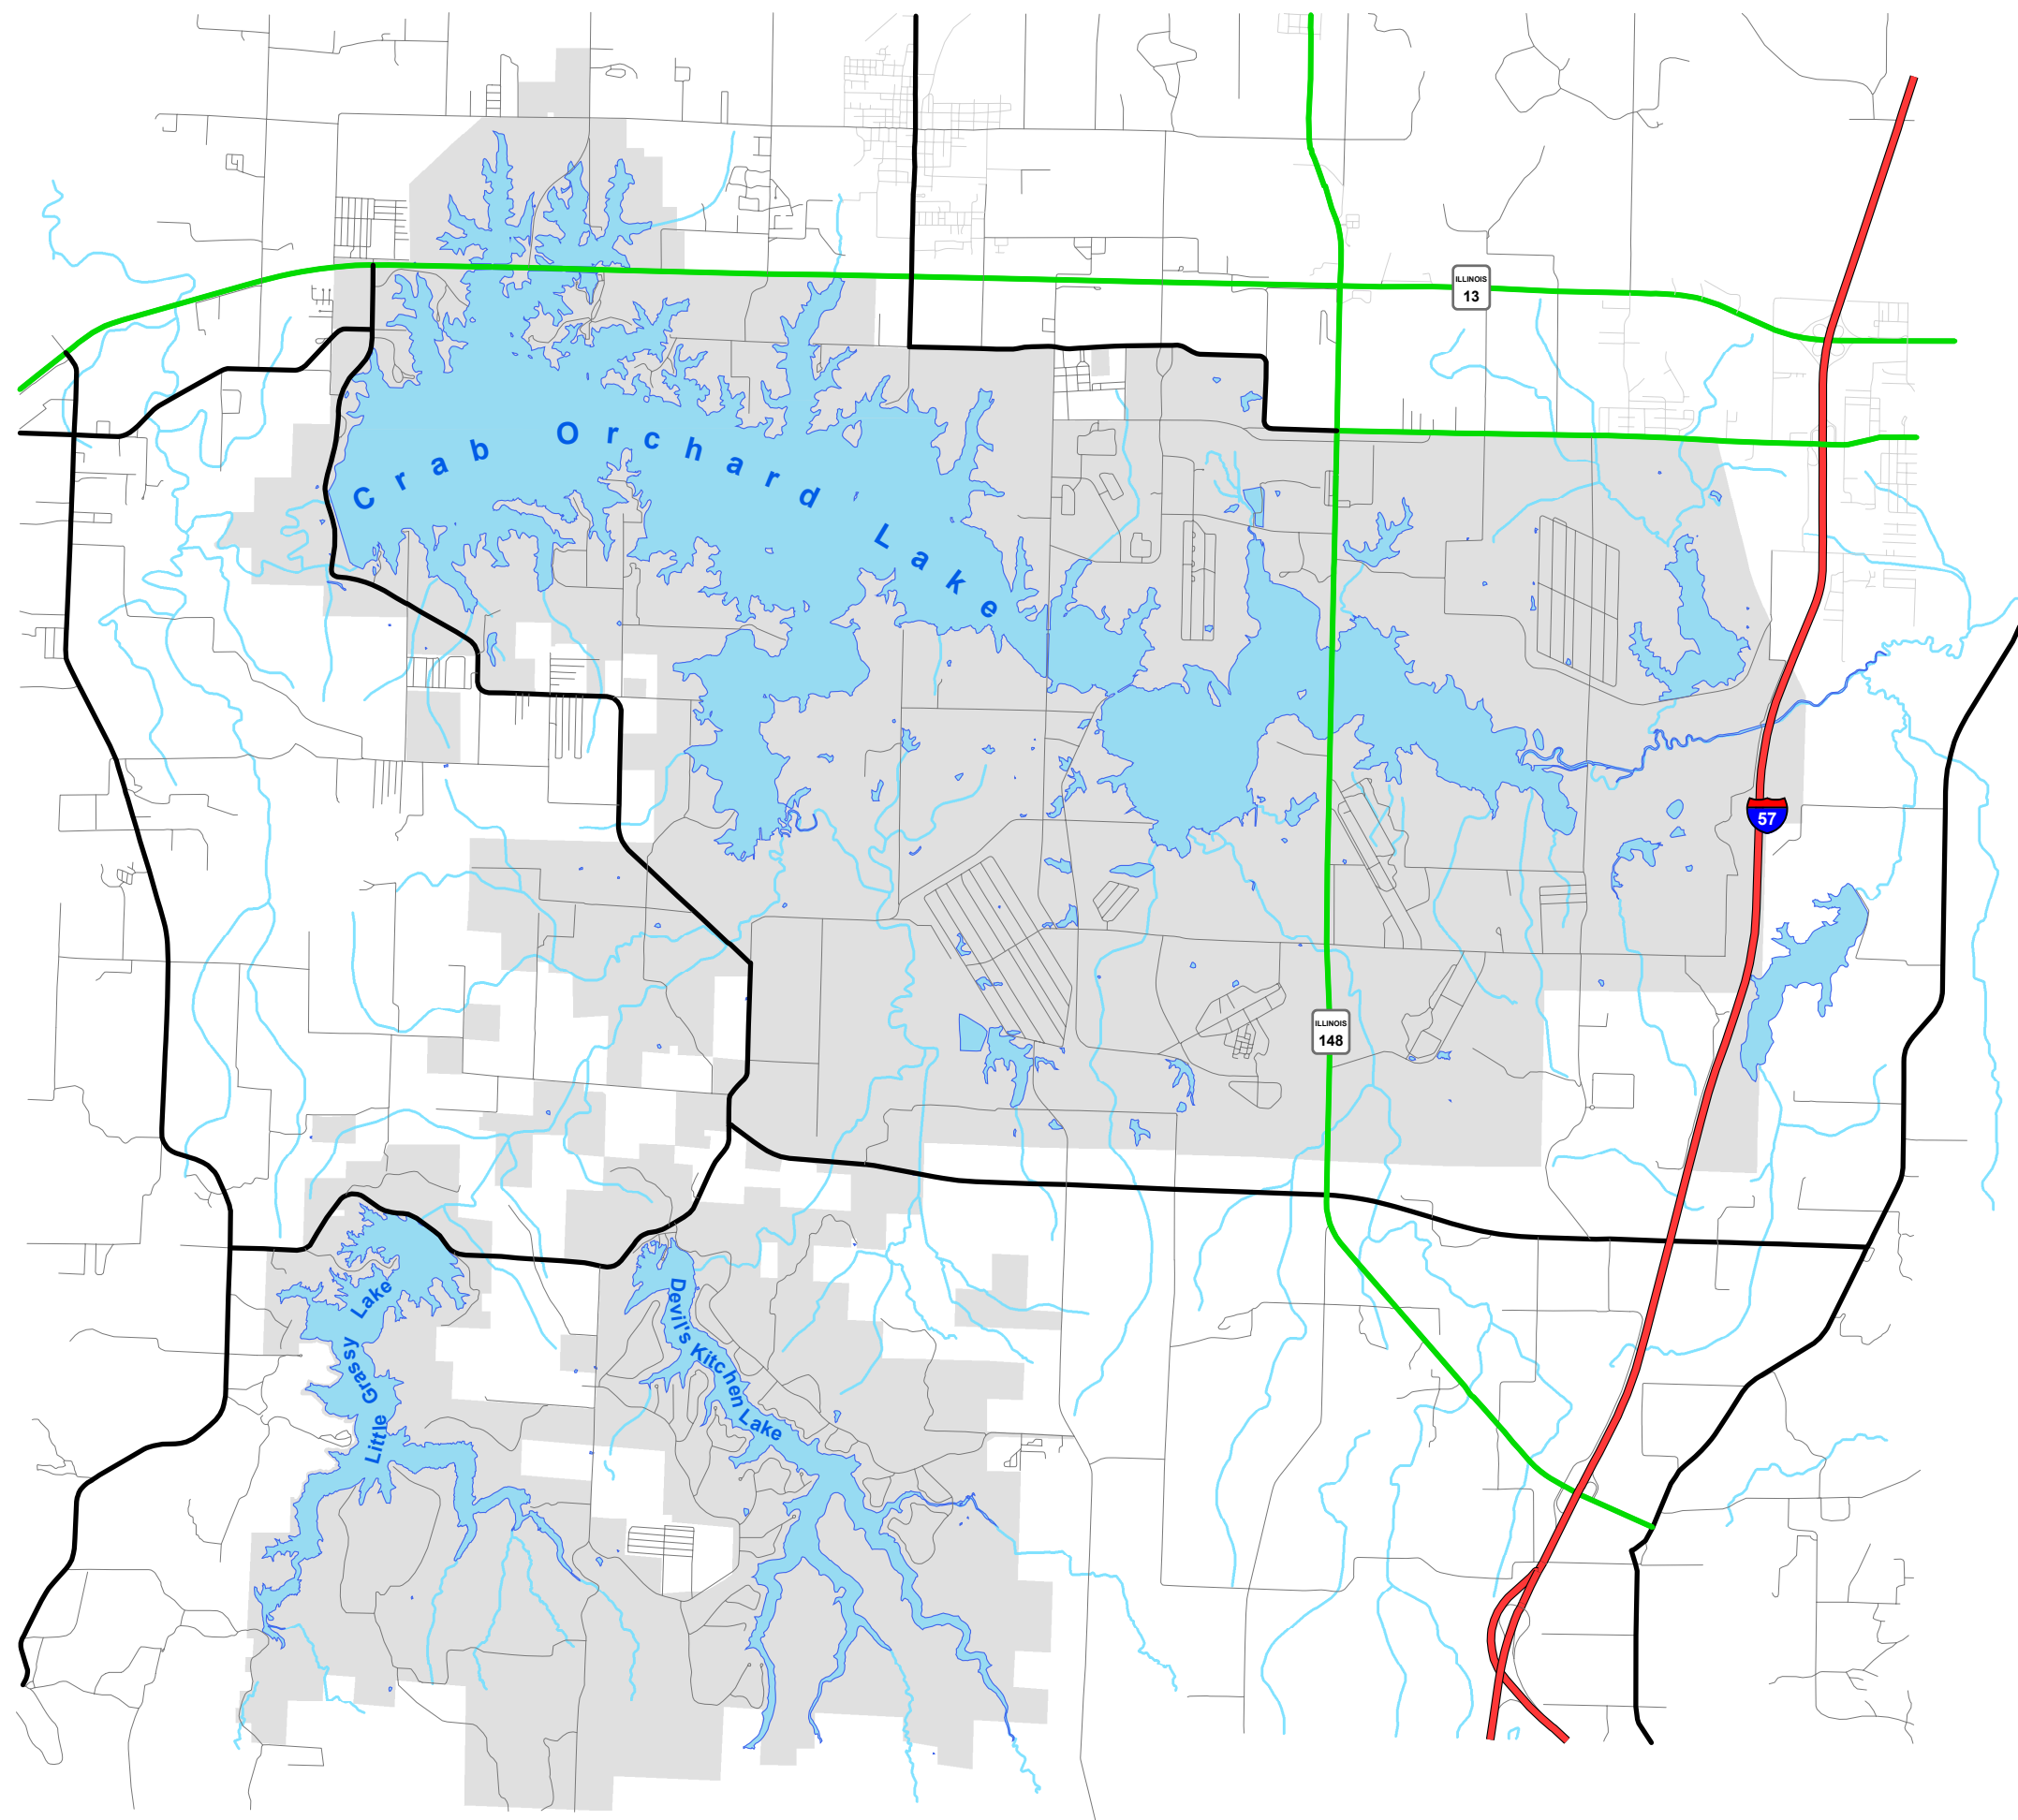 ILLINOIS
13
Crab Orchard Lake
57
ILLINOIS
148
Little Grassy Lake
Devil's Kitchen Lake